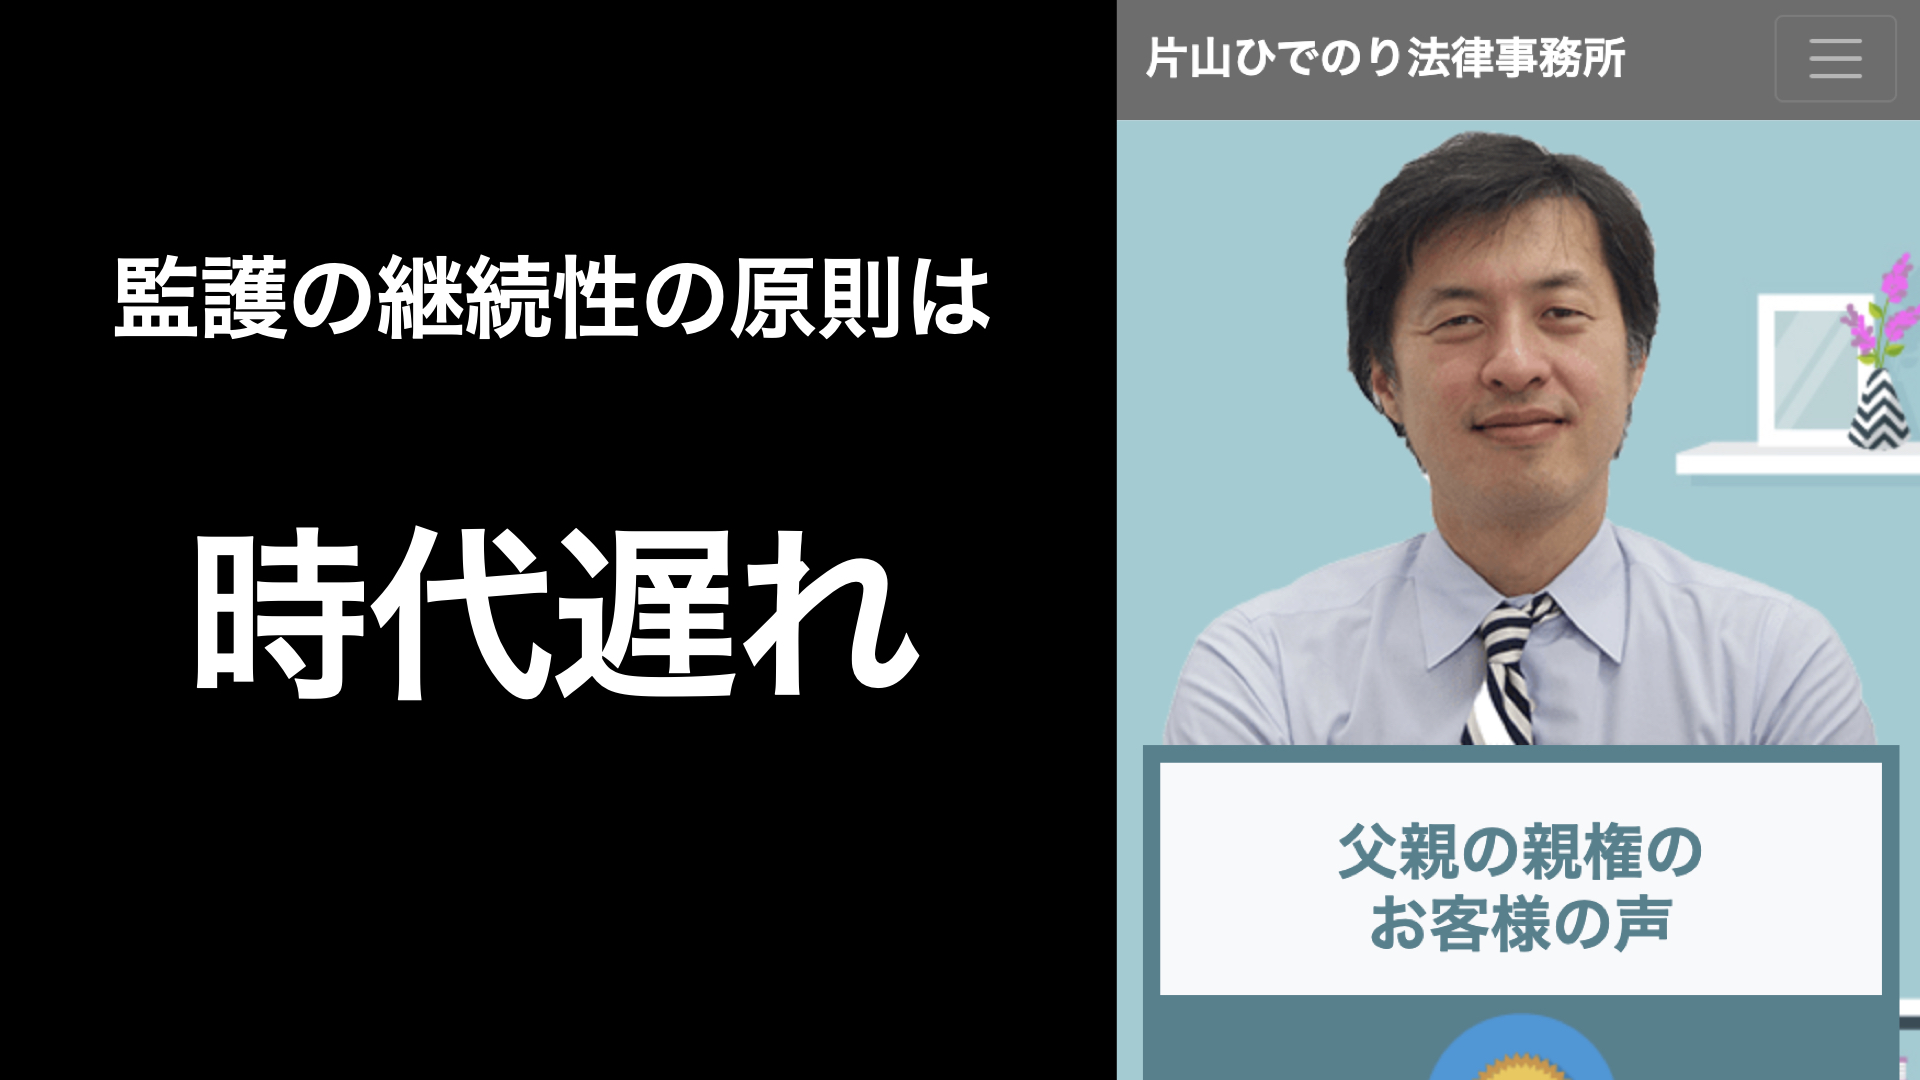 監護の継続性の原則は
時代遅れ
片山ひでのり法律事務所
父親の親権の
お客様の声